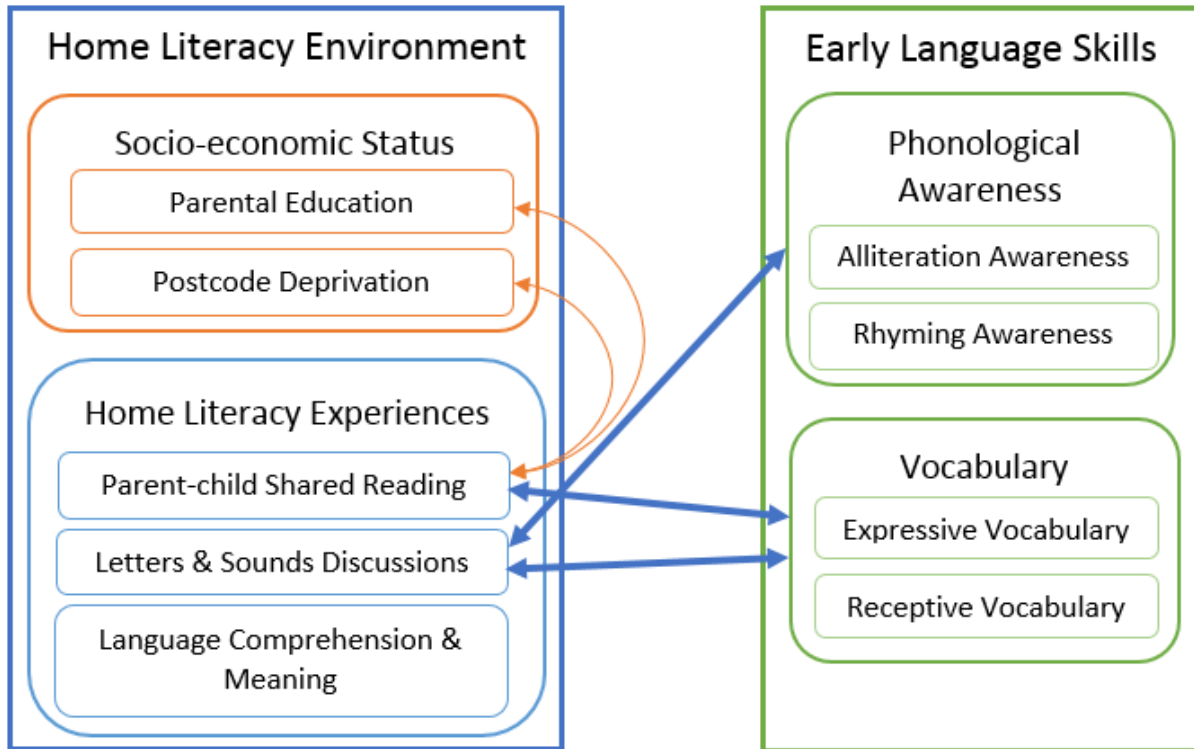 Home Literacy Environment
Socio-economic Status
Parental Education
Postcode Deprivation
Home Literacy Experiences
Parent-child Shared Reading
Letters & Sounds Discussions
Language Comprehension &
Meaning
Early Language Skills
Phonological
Awareness
Alliteration Awareness
Rhyming Awareness
Vocabulary
Expressive Vocabulary
Receptive Vocabulary